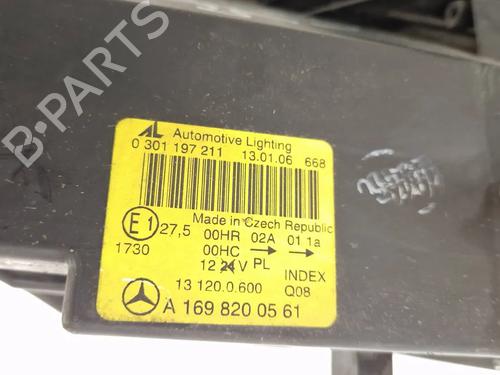 AL Automotive Lighting
0 301 197 211 13.01.06 668
Made in Czech Republic
E1 27,5 00HR 02A 01 1a
1730 00HC → →
12 24V PL INDEX
13 120.0.600 Q08
A 169 820 05 61
B-PARTS